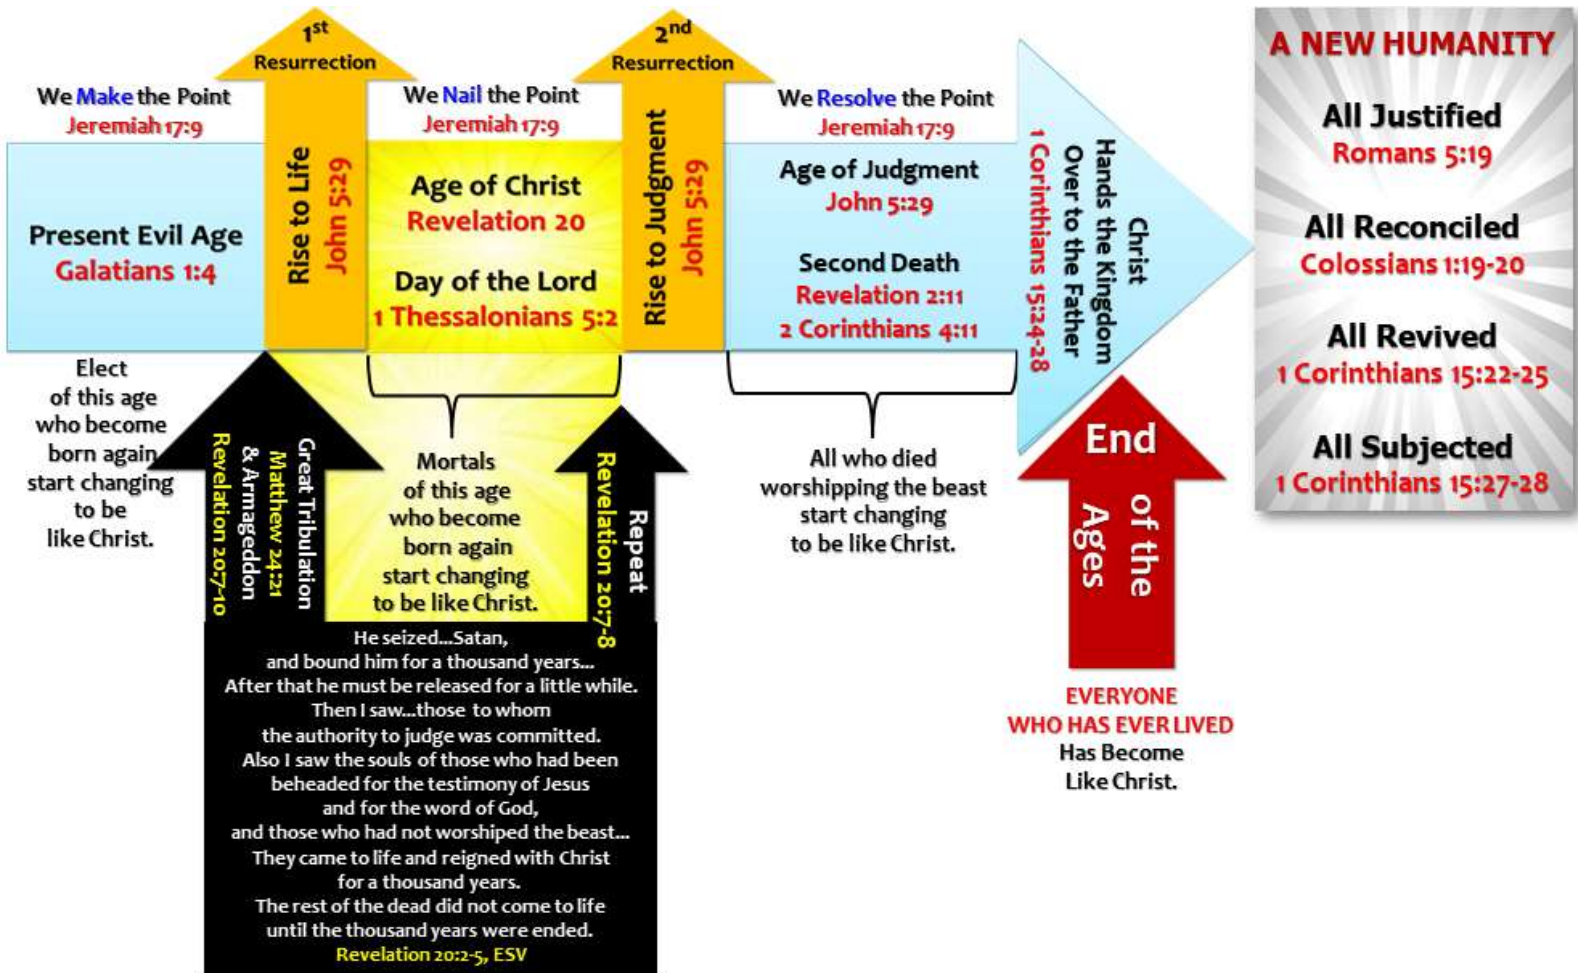 1st
Resurrection
Rise to Life
John 5:29
2nd
Resurrection
Rise to Judgment
John 5:29
We Make the Point
Jeremiah 17:9
We Nail the Point
Jeremiah 17:9
We Resolve the Point
Jeremiah 17:9
Present Evil Age
Galatians 1:4
Age of Christ
Revelation 20
Day of the Lord
1 Thessalonians 5:2
Age of Judgment
John 5:29
Second Death
Revelation 2:11
2 Corinthians 4:11
Christ
Hands the Kingdom
Over to the Father
1 Corinthians 15:24-28
A NEW HUMANITY
All Justified
Romans 5:19
All Reconciled
Colossians 1:19-20
All Revived
1 Corinthians 15:22-25
All Subjected
1 Corinthians 15:27-28
Elect
of this age
who become
born again
start changing
to be
like Christ.
Great Tribulation
Matthew 24:21
& Armageddon
Revelation 20:7-10
Mortals
of this age
who become
born again
start changing
to be like Christ.
Repeat
Revelation 20:7-8
All who died
worshipping the beast
start changing
to be like Christ.
End
of the
Ages
EVERYONE
WHO HAS EVER LIVED
Has Become
Like Christ.
He seized...Satan,
and bound him for a thousand years...
After that he must be released for a little while.
Then I saw...those to whom
the authority to judge was committed.
Also I saw the souls of those who had been
beheaded for the testimony of Jesus
and for the word of God,
and those who had not worshiped the beast...
They came to life and reigned with Christ
for a thousand years.
The rest of the dead did not come to life
until the thousand years were ended.
Revelation 20:2-5, ESV